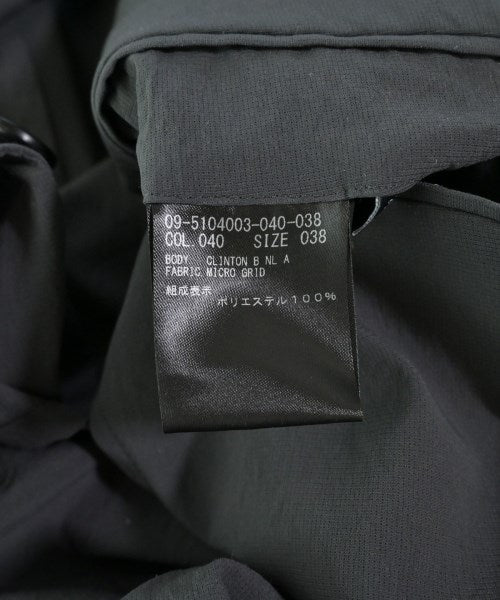 09-5104003-040-038
COL.040 SIZE 038
BODY CLINTON B NL A
FABRIC.MICRO GRID
組成表示
ポリエステル100%